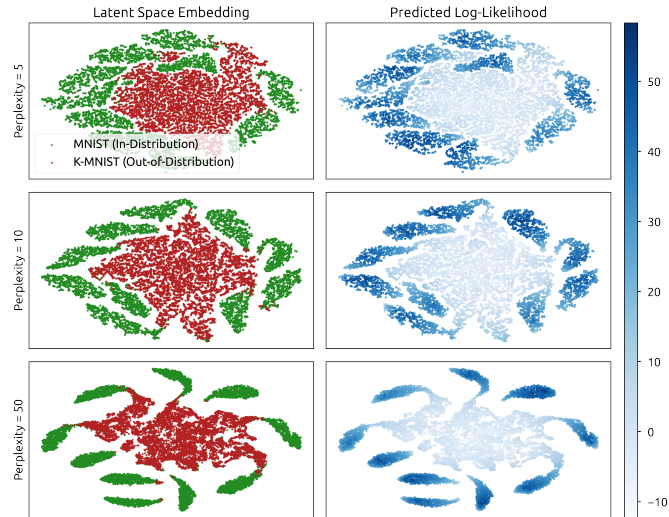 Latent Space Embedding
Predicted Log-Likelihood
Perplexity = 5
MNIST (In-Distribution)
K-MNIST (Out-of-Distribution)
Perplexity = 10
Perplexity = 50
50
40
30
20
10
0
−10